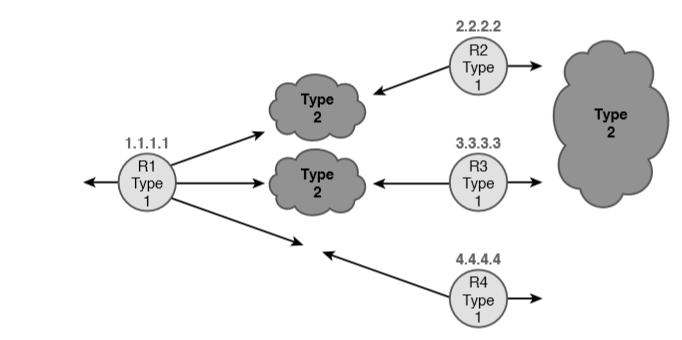 2.2.2.2
R2
Type
1
Type
2
Type
2
1.1.1.1
R1
Type
1
Type
2
3.3.3.3
R3
Type
1
4.4.4.4
R4
Type
1